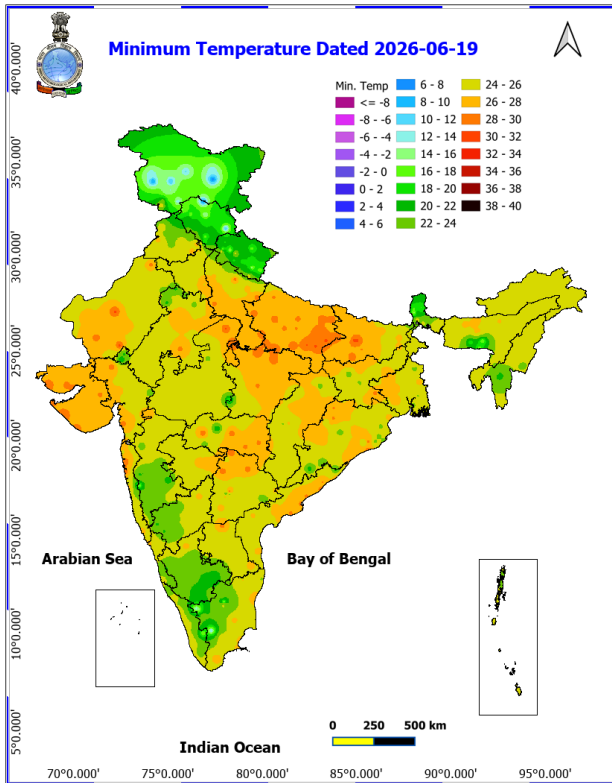 Minimum Temperature Dated 2026-06-19
Min. Temp
<= -8
-8 - -6
-6 - -4
-4 - -2
-2 - 0
0 - 2
2 - 4
4 - 6
6 - 8
8 - 10
10 - 12
12 - 14
14 - 16
16 - 18
18 - 20
20 - 22
22 - 24
24 - 26
26 - 28
28 - 30
30 - 32
32 - 34
34 - 36
36 - 38
38 - 40
40°0.000'
35°0.000'
30°0.000'
25°0.000'
20°0.000'
15°0.000'
10°0.000'
5°0.000'
Arabian Sea
Bay of Bengal
0 250 500 km
Indian Ocean
70°0.000' 75°0.000' 80°0.000' 85°0.000' 90°0.000' 95°0.000'